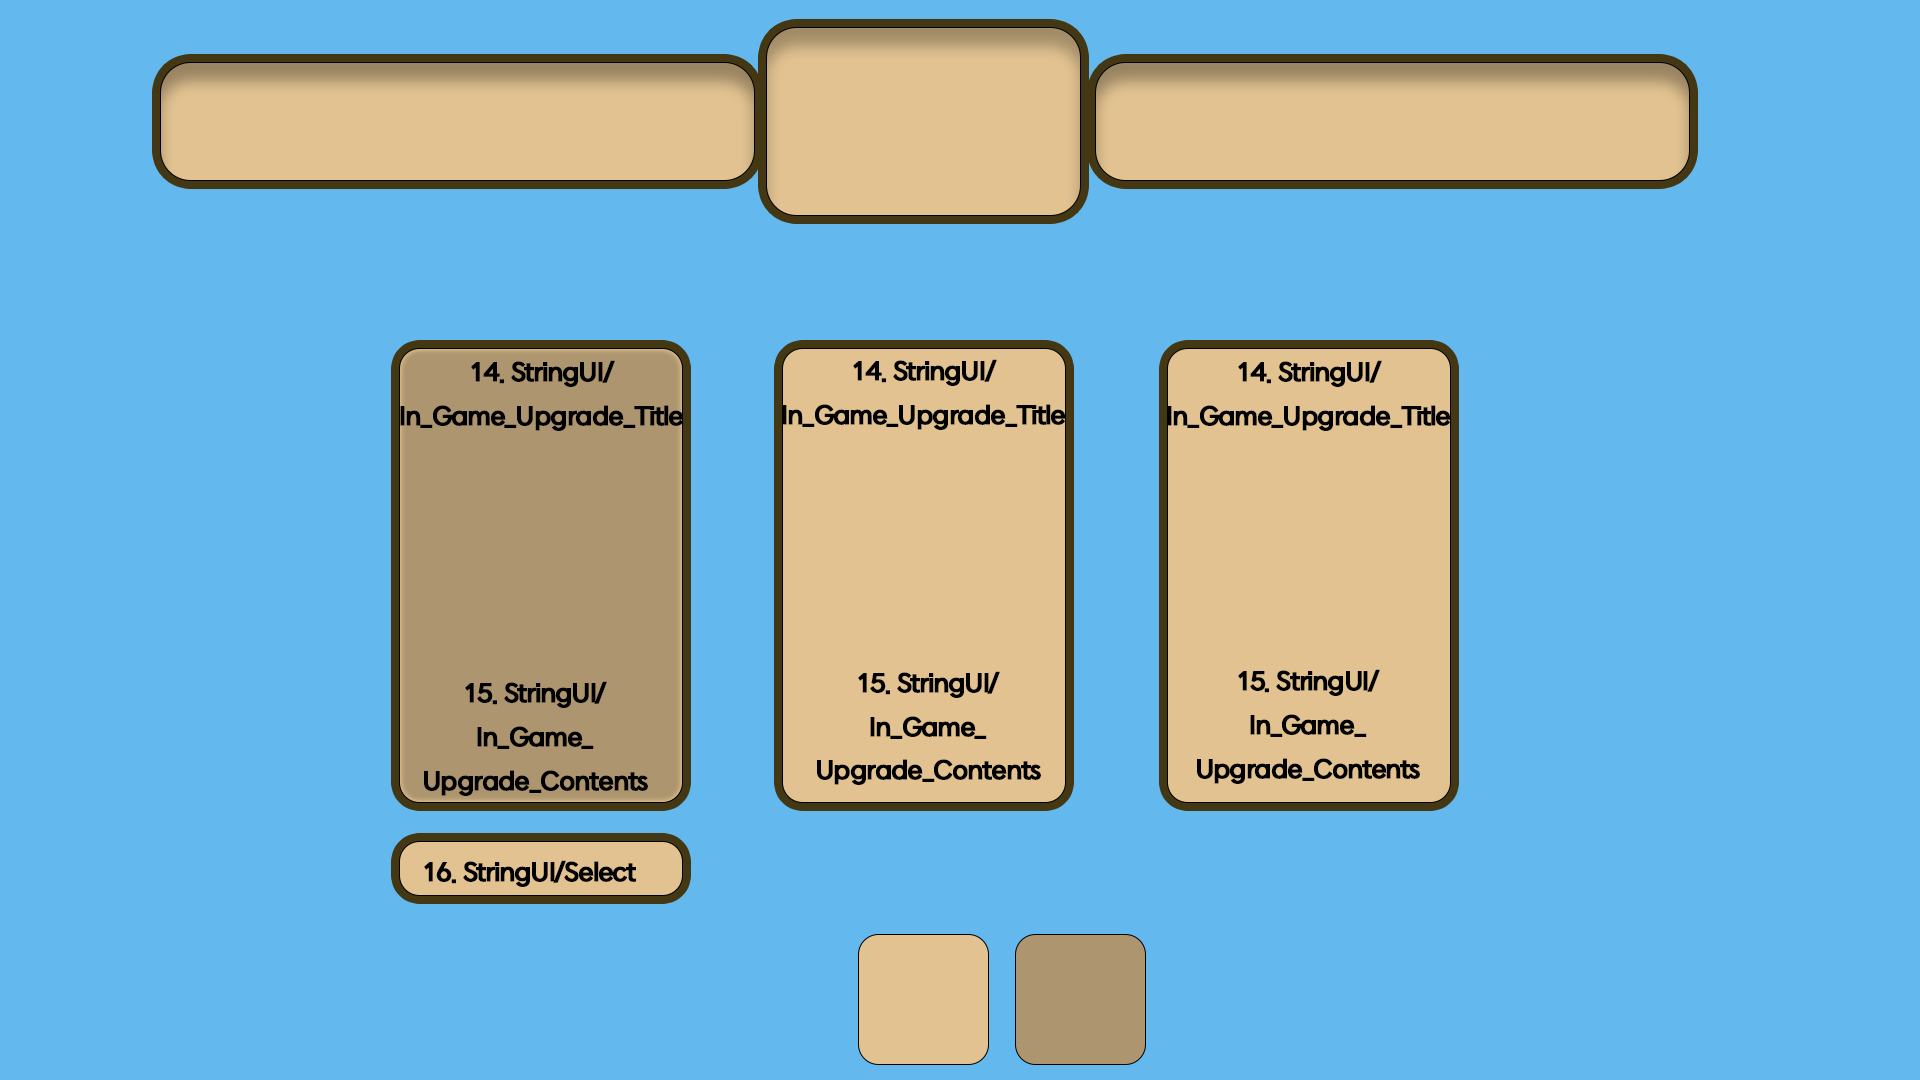 14. StringUI/
In_Game_Upgrade_Title
15. StringUI/
In_Game_
Upgrade_Contents
16. StringUI/Select
14. StringUI/
In_Game_Upgrade_Title
15. StringUI/
In_Game_
Upgrade_Contents
14. StringUI/
In_Game_Upgrade_Title
15. StringUI/
In_Game_
Upgrade_Contents